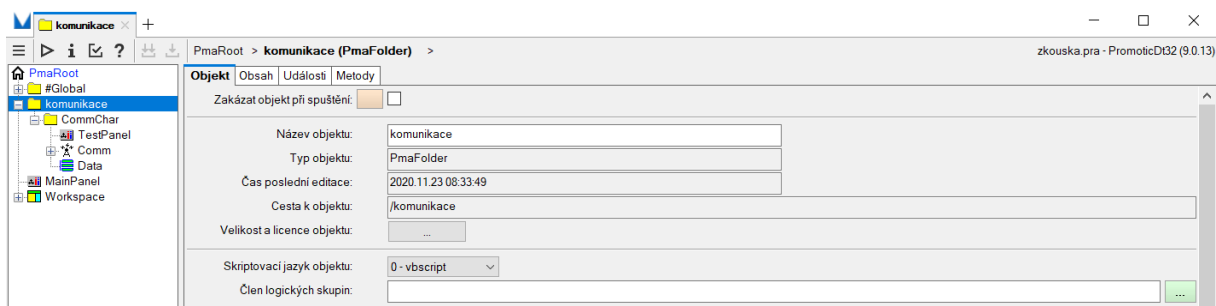 komunikace
PmaRoot > komunikace (PmaFolder) >
zkouska.pra - PromoticDt32 (9.0.13)
PmaRoot
#Global
komunikace
CommChar
TestPanel
Comm
Data
MainPanel
Workspace
Objekt Obsah Události Metody
Zakázat objekt při spuštění:
Název objektu: komunikace
Typ objektu: PmaFolder
Čas poslední editace: 2020.11.23 08:33:49
Cesta k objektu: /komunikace
Velikost a licence objektu: ...
Skriptovací jazyk objektu: 0 - vbscript
Člen logických skupin: ...